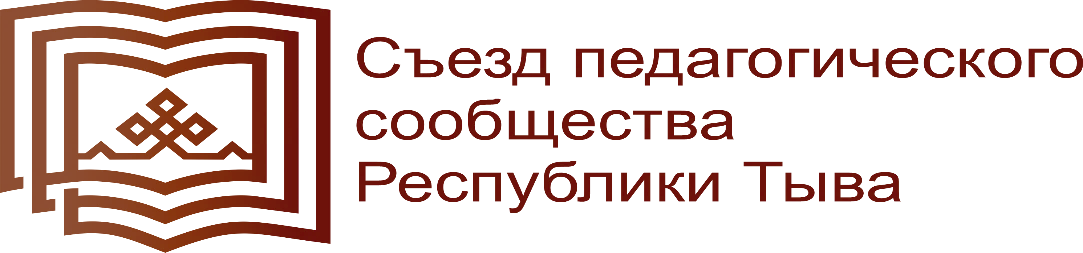 Съезд педагогического
сообщества
Республики Тыва